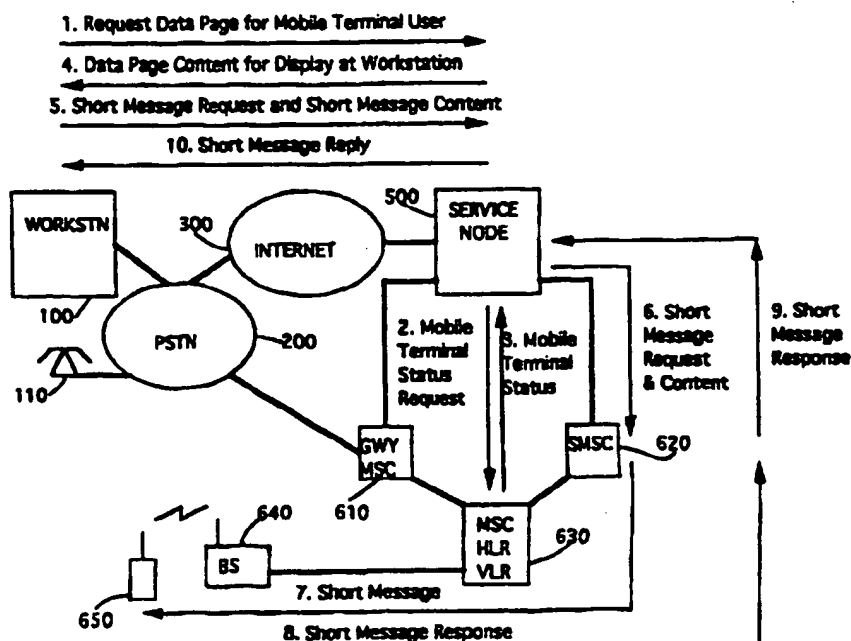 1. Request Data Page for Mobile Terminal User
4. Data Page Content for Display at Workstation
5. Short Message Request and Short Message Content
10. Short Message Reply
500
SERVICE
NODE
WORKSTN
300
INTERNET
100
PSTN
200
110
2. Mobile
Terminal
Status
Request
3. Mobile
Terminal
Status
6. Short
Message
Request
& Content
9. Short
Message
Response
GWY
MSC
610
SMSC
620
MSC
HLR
VLR
630
640
BS
650
7. Short Message
8. Short Message Response